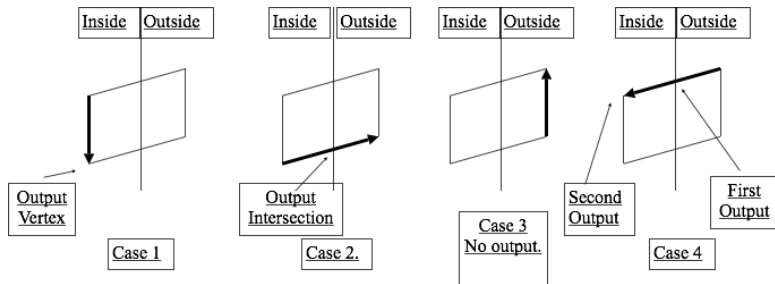 Inside Outside
Inside Outside
Inside Outside
Inside Outside
Output
Vertex
Output
Intersection
Case 3
No output.
Second
Output
First
Output
Case 1
Case 2.
Case 4